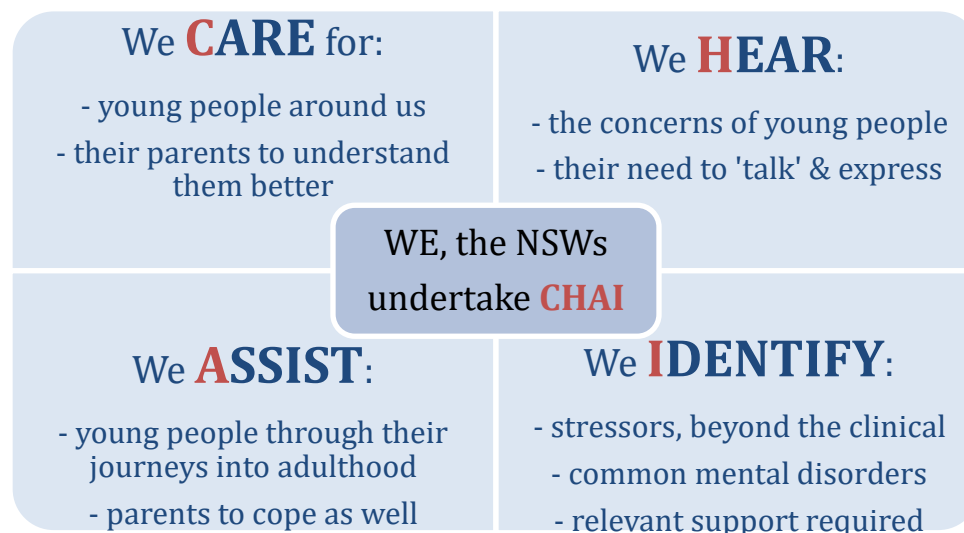 We CARE for:
- young people around us
- their parents to understand
them better
We HEAR:
- the concerns of young people
- their need to 'talk' & express
WE, the NSWs
undertake CHAI
We ASSIST:
- young people through their
journeys into adulthood
- parents to cope as well
We IDENTIFY:
- stressors, beyond the clinical
- common mental disorders
- relevant support required